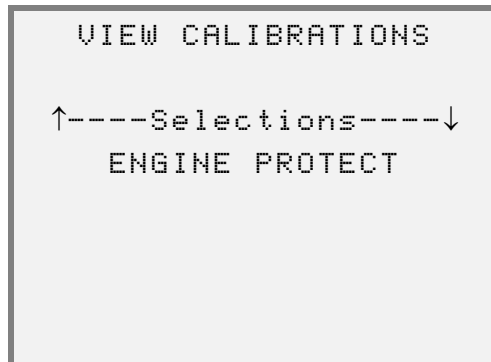 VIEW CALIBRATIONS
↑----Selections----↓
ENGINE PROTECT